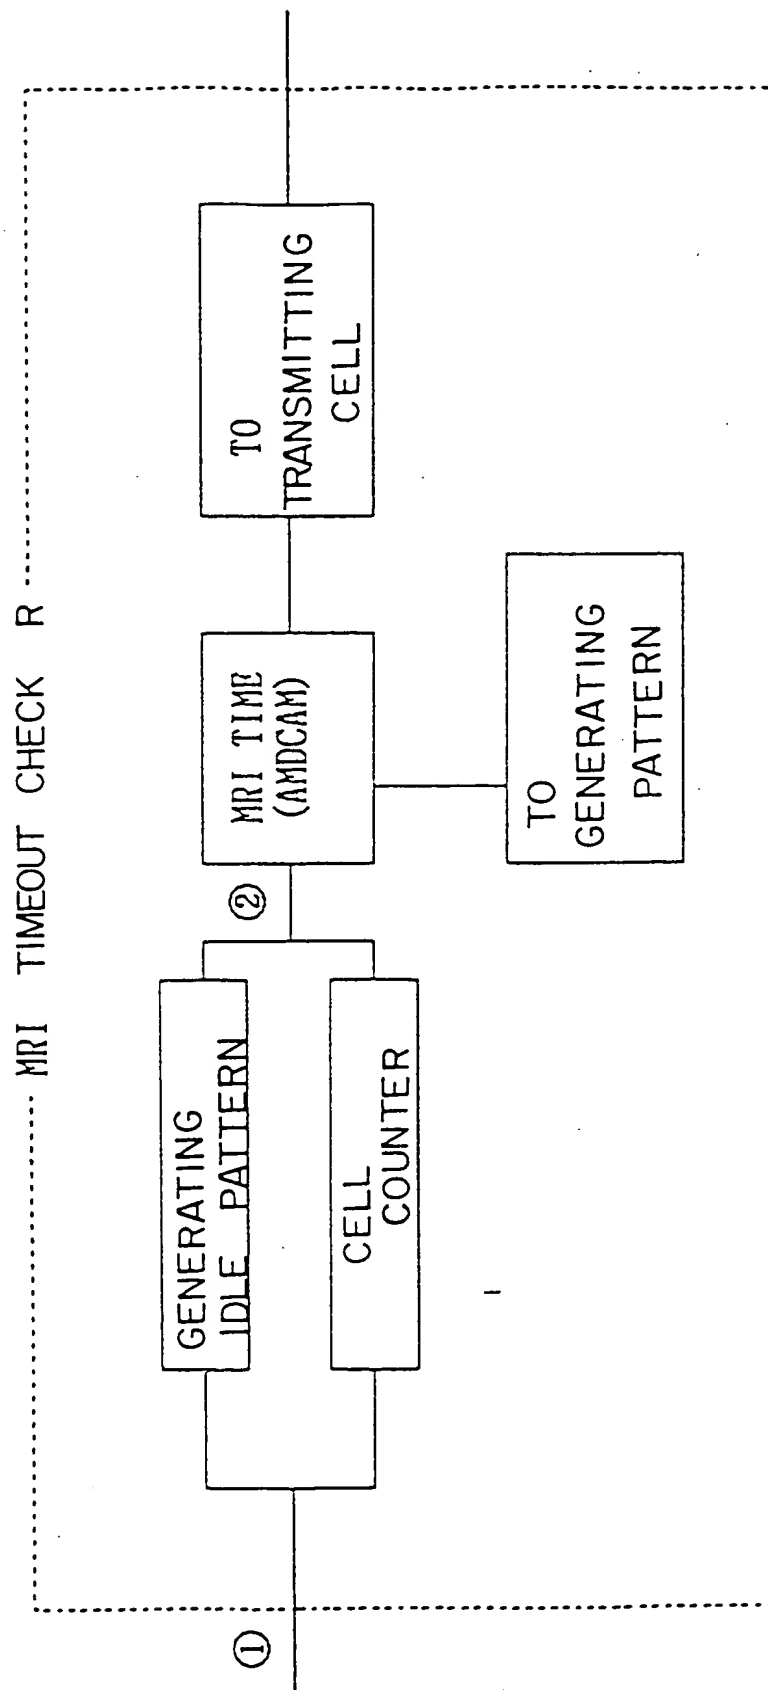 MRI TIMEOUT CHECK R
①
GENERATING
IDLE PATTERN
CELL
COUNTER
②
MRI TIME
(AMDCAM)
TO
GENERATING
PATTERN
TO
TRANSMITTING
CELL